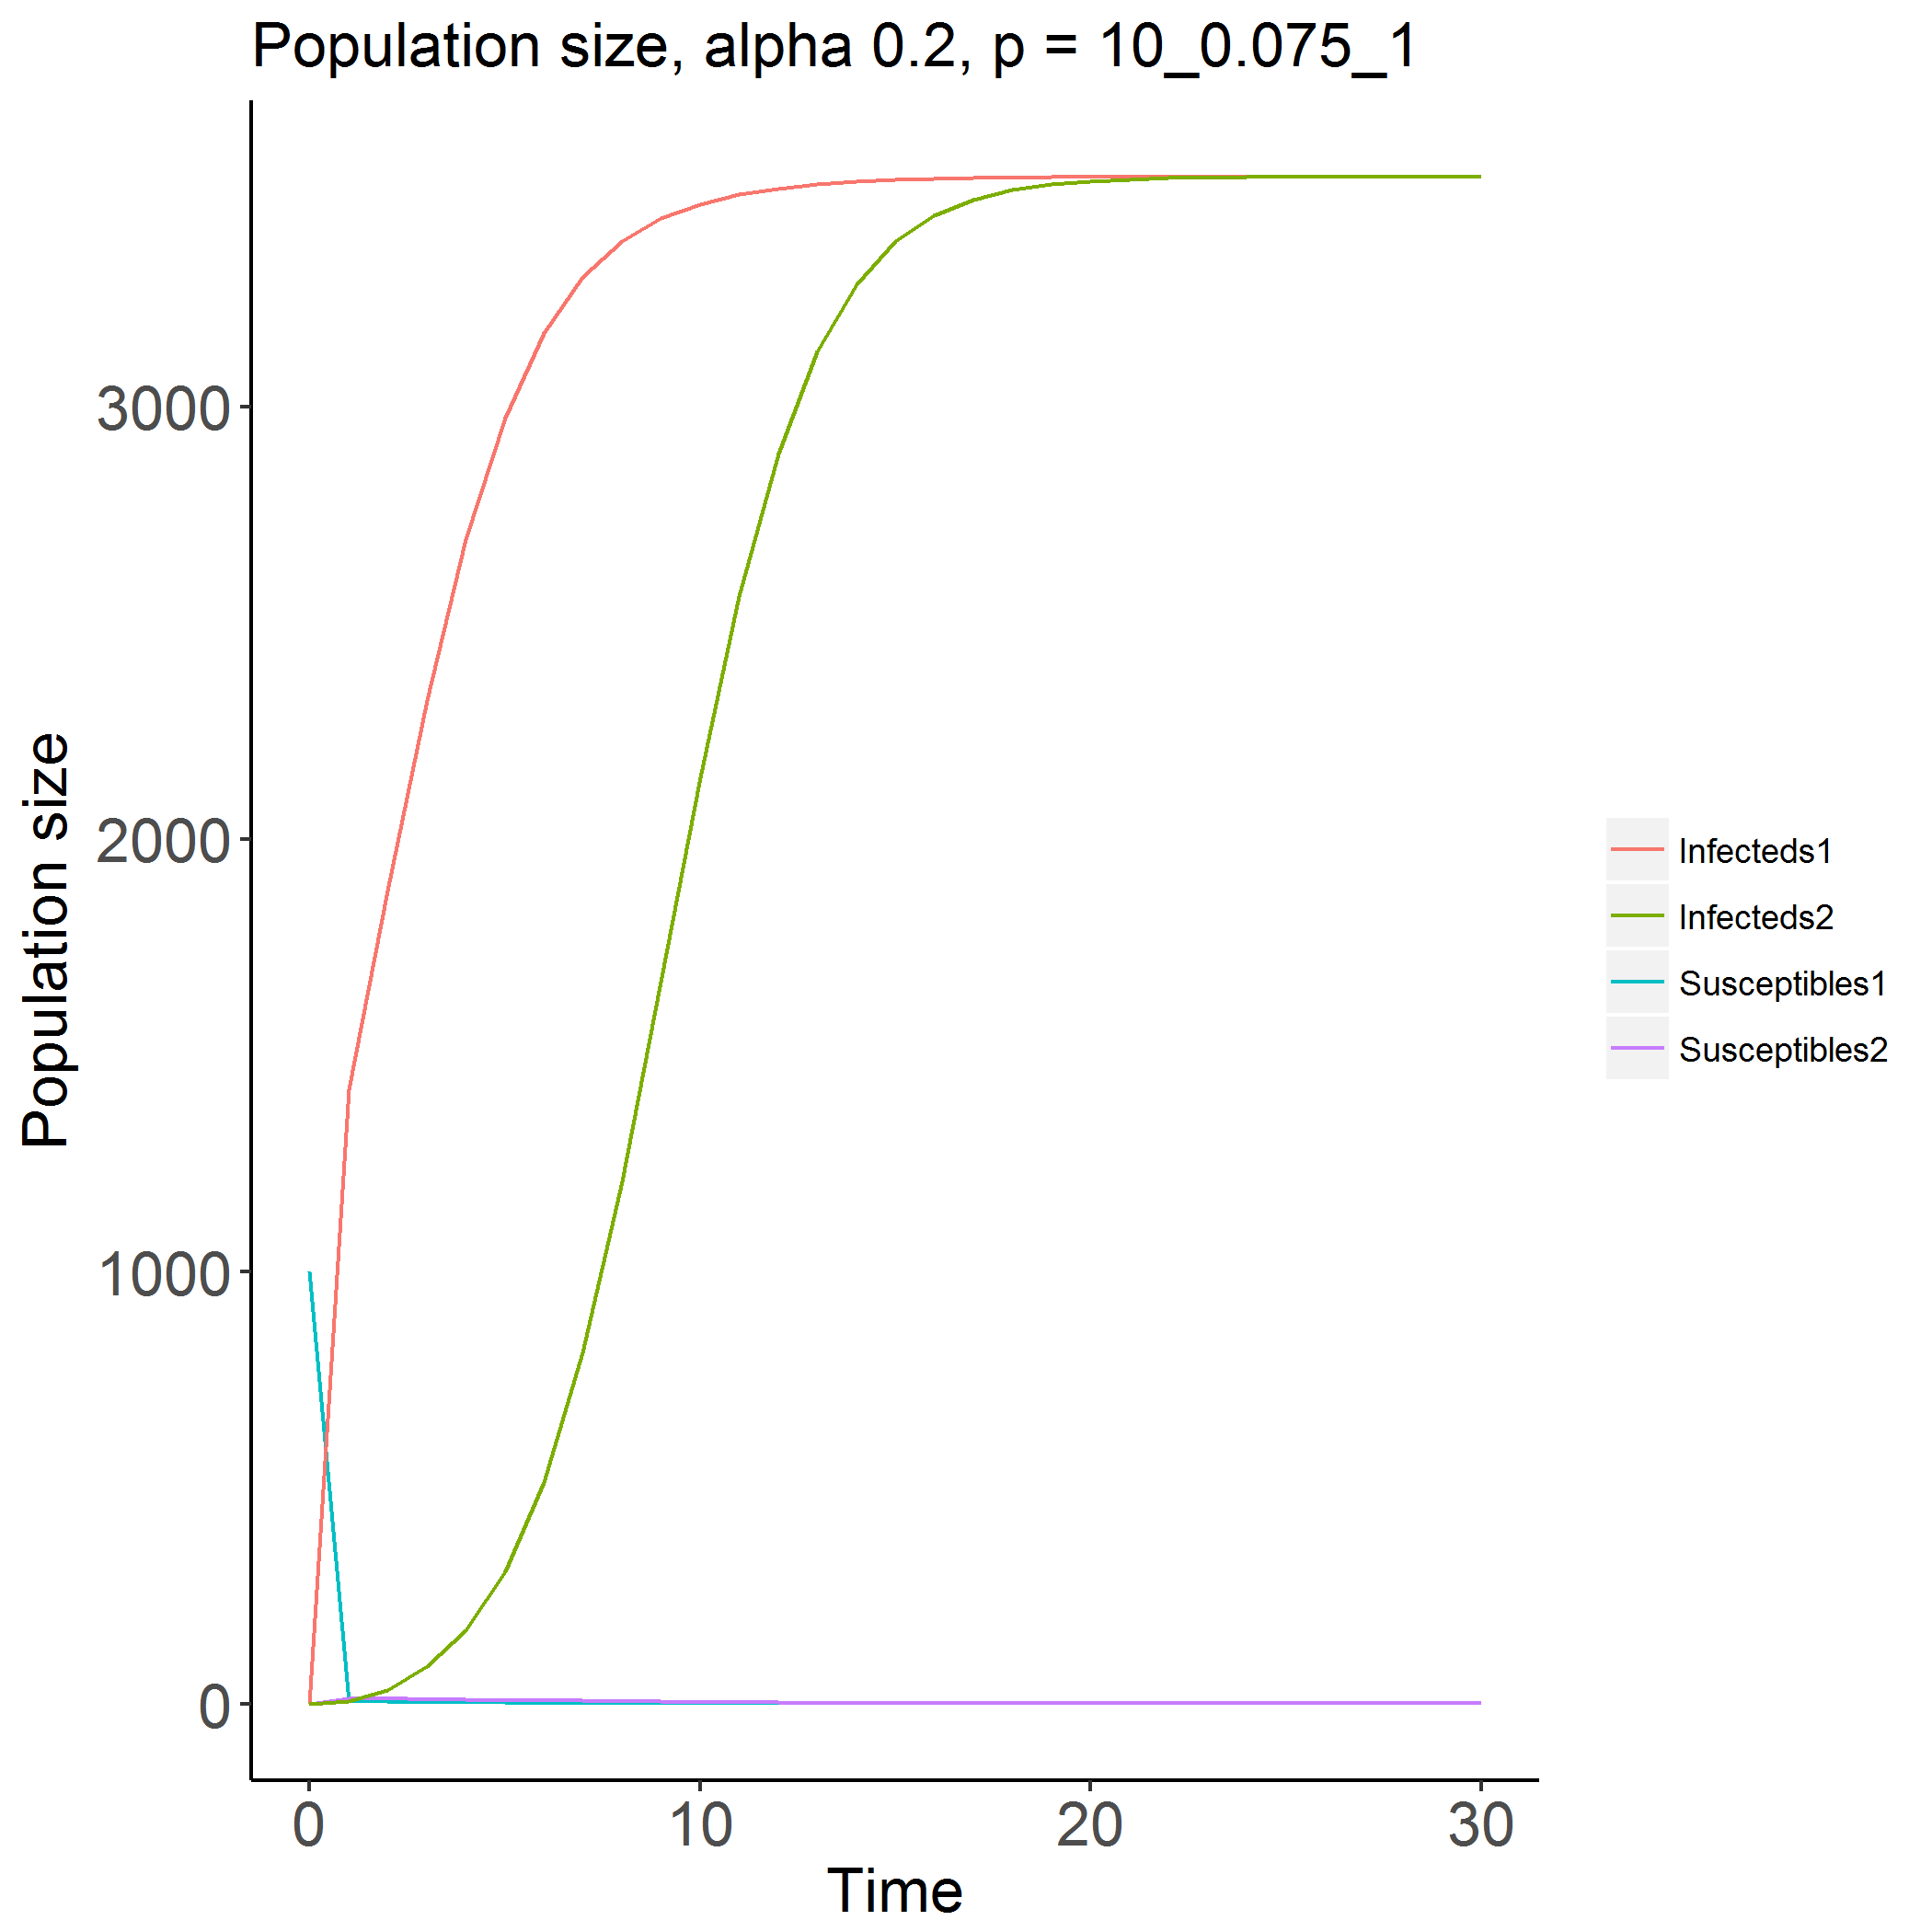 Population size, alpha 0.2, p = 10_0.075_1
Population size
3000
2000
1000
0
0 10 20 30
Time
Infecteds1
Infecteds2
Susceptibles1
Susceptibles2